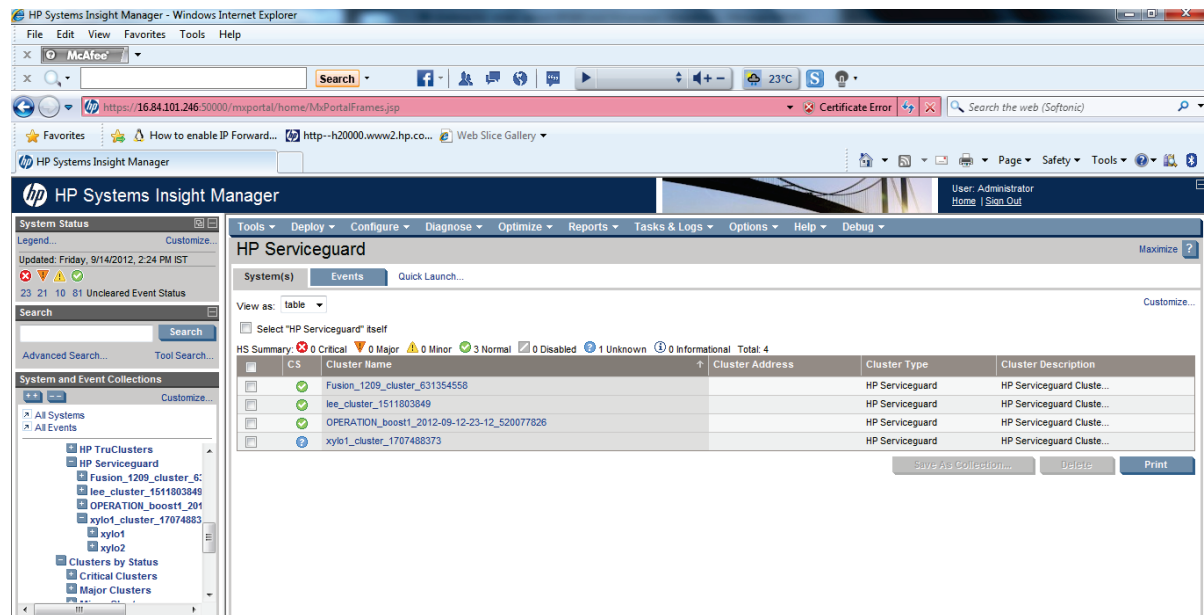 HP Systems Insight Manager - Windows Internet Explorer
File Edit View Favorites Tools Help
x McAfee
x Search 23°C S
https://16.84.101.246:50000/mxportal/home/MxPortalFrames.jsp Certificate Error Search the web (Softonic)
Favorites How to enable IP Forward... http--h20000.www2.hp.co... Web Slice Gallery
HP Systems Insight Manager Page Safety Tools
hp HP Systems Insight Manager
User: Administrator
Home | Sign Out
System Status
Legend... Customize...
Updated: Friday, 9/14/2012, 2:24 PM IST
23 21 10 81 Uncleared Event Status
Search
Search
Advanced Search... Tool Search...
System and Event Collections
Customize...
All Systems
All Events
HP TruClusters
HP Serviceguard
Fusion_1209_cluster_6
lee_cluster_1511803849
OPERATION_boost1_201
xylo1_cluster_17074883
xylo1
xylo2
Clusters by Status
Critical Clusters
Major Clusters
Tools Deploy Configure Diagnose Optimize Reports Tasks & Logs Options Help Debug
HP Serviceguard Maximize ?
System(s) Events Quick Launch...
View as: table Customize...
Select "HP Serviceguard" itself
HS Summary: 0 Critical 0 Major 0 Minor 3 Normal 0 Disabled 1 Unknown 0 Informational Total: 4
CS Cluster Name Cluster Address Cluster Type Cluster Description
Fusion_1209_cluster_631354558 HP Serviceguard HP Serviceguard Cluste...
lee_cluster_1511803849 HP Serviceguard HP Serviceguard Cluste...
OPERATION_boost1_2012-09-12-23-12_520077826 HP Serviceguard HP Serviceguard Cluste...
xylo1_cluster_1707488373 HP Serviceguard HP Serviceguard Cluste...
Save As Collection... Delete Print